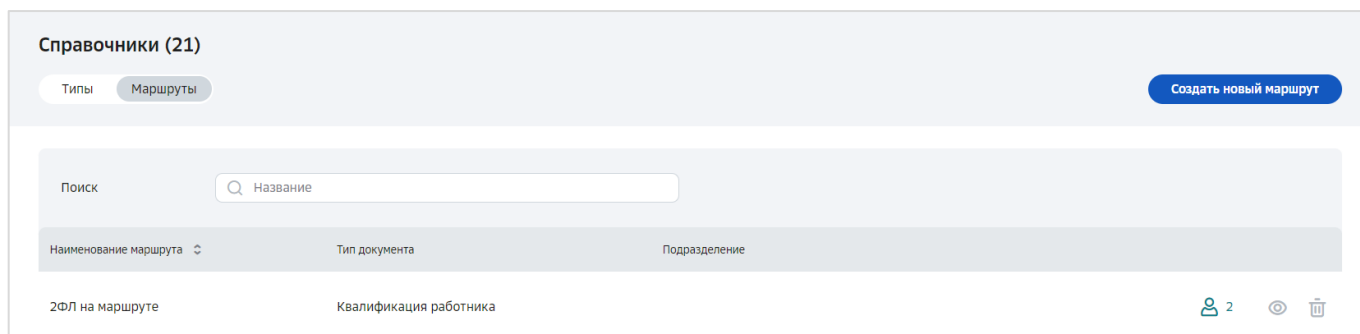 Справочники (21)
Типы Маршруты Создать новый маршрут
Поиск Название
Наименование маршрута Тип документа Подразделение
2ФЛ на маршруте Квалификация работника 2